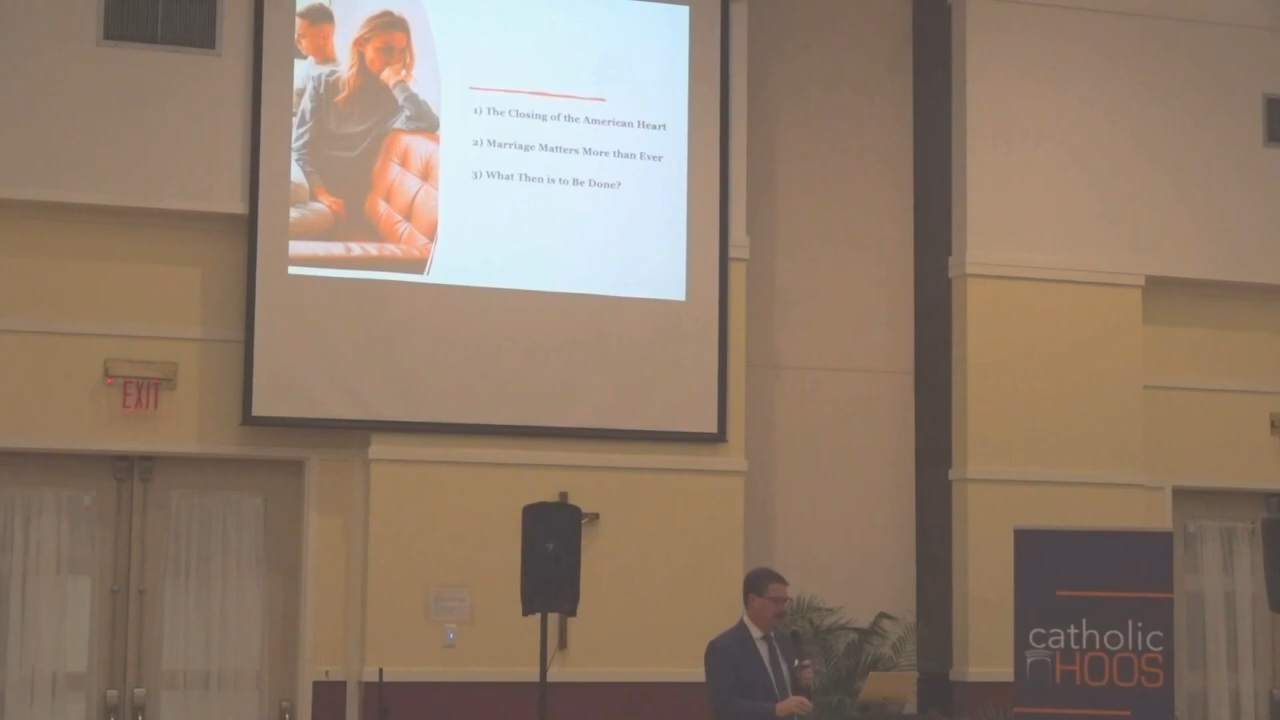 1) The Closing of the American Heart
2) Marriage Matters More than Ever
3) What Then is to Be Done?
EXIT
catholic
HOOS